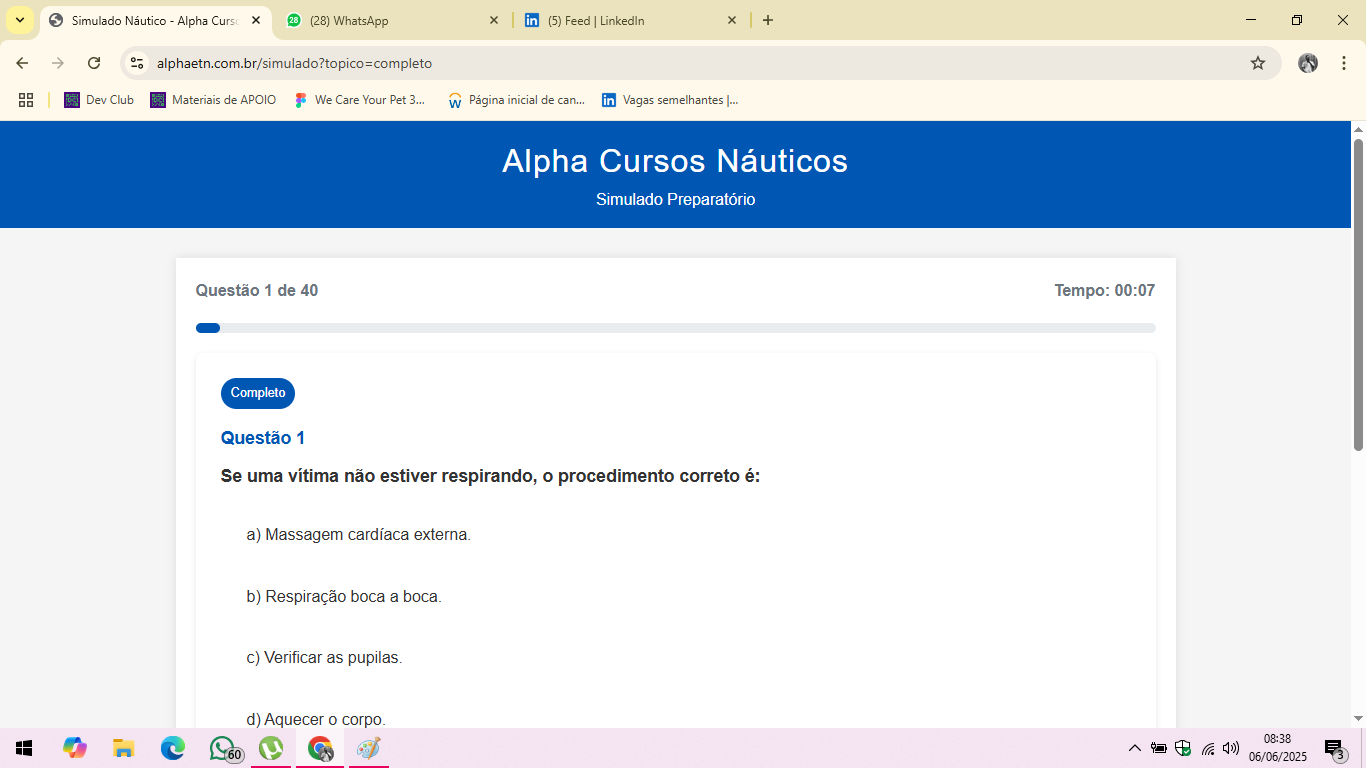 Simulado Náutico - Alpha Curso
28
(28) WhatsApp
in
(5) Feed | LinkedIn
alphaetn.com.br/simulado?topico=completo
Dev Club
Materiais de APOIO
We Care Your Pet 3...
Página inicial de can...
in
Vagas semelhantes |...
Alpha Cursos Náuticos
Simulado Preparatório
Questão 1 de 40
Tempo: 00:07
Completo
Questão 1
Se uma vítima não estiver respirando, o procedimento correto é:
a) Massagem cardíaca externa.
b) Respiração boca a boca.
c) Verificar as pupilas.
d) Aquecer o corpo.
60
08:38
06/06/2025
3